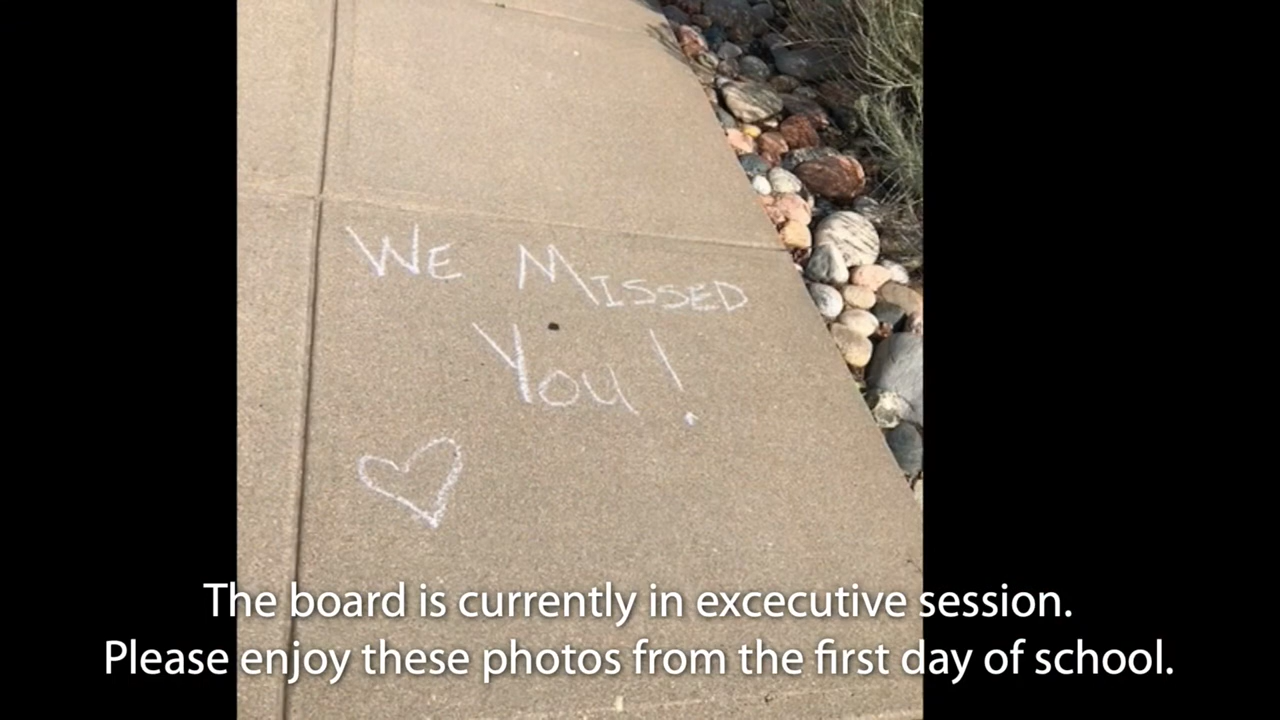 WE MISSED
YOU!
The board is currently in excecutive session.
Please enjoy these photos from the first day of school.